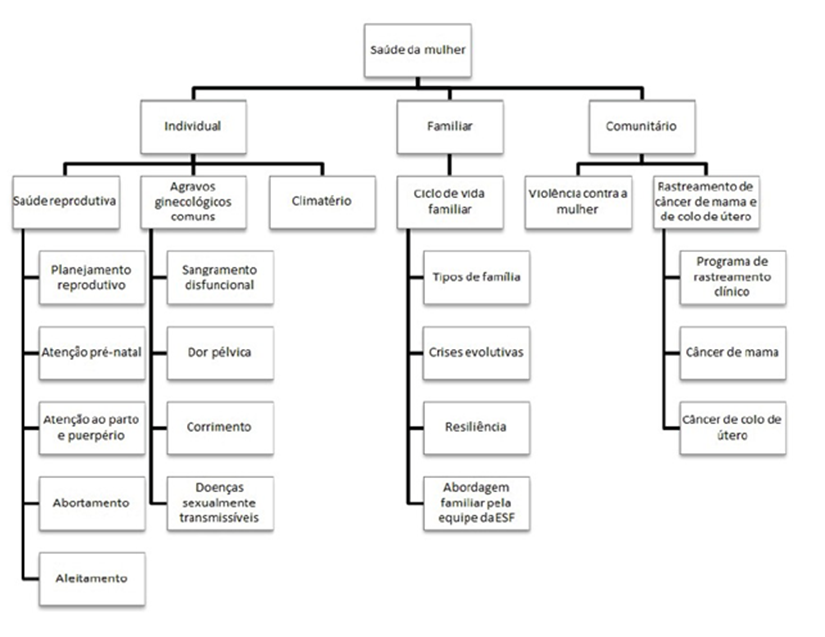 Saúde da mulher
Individual
Familiar
Comunitário
Saúde reprodutiva
Agravos
ginecológicos
comuns
Climatério
Ciclo de vida
familiar
Violência contra a
mulher
Rastreamento de
câncer de mama e
de colo de útero
Planejamento
reprodutivo
Atenção pré-natal
Atenção ao parto
e puerpério
Abortamento
Aleitamento
Sangramento
disfuncional
Dor pélvica
Corrimento
Doenças
sexualmente
transmissíveis
Tipos de família
Crises evolutivas
Resiliência
Abordagem
familiar pela
equipe da ESF
Programa de
rastreamento
clínico
Câncer de mama
Câncer de colo de
útero